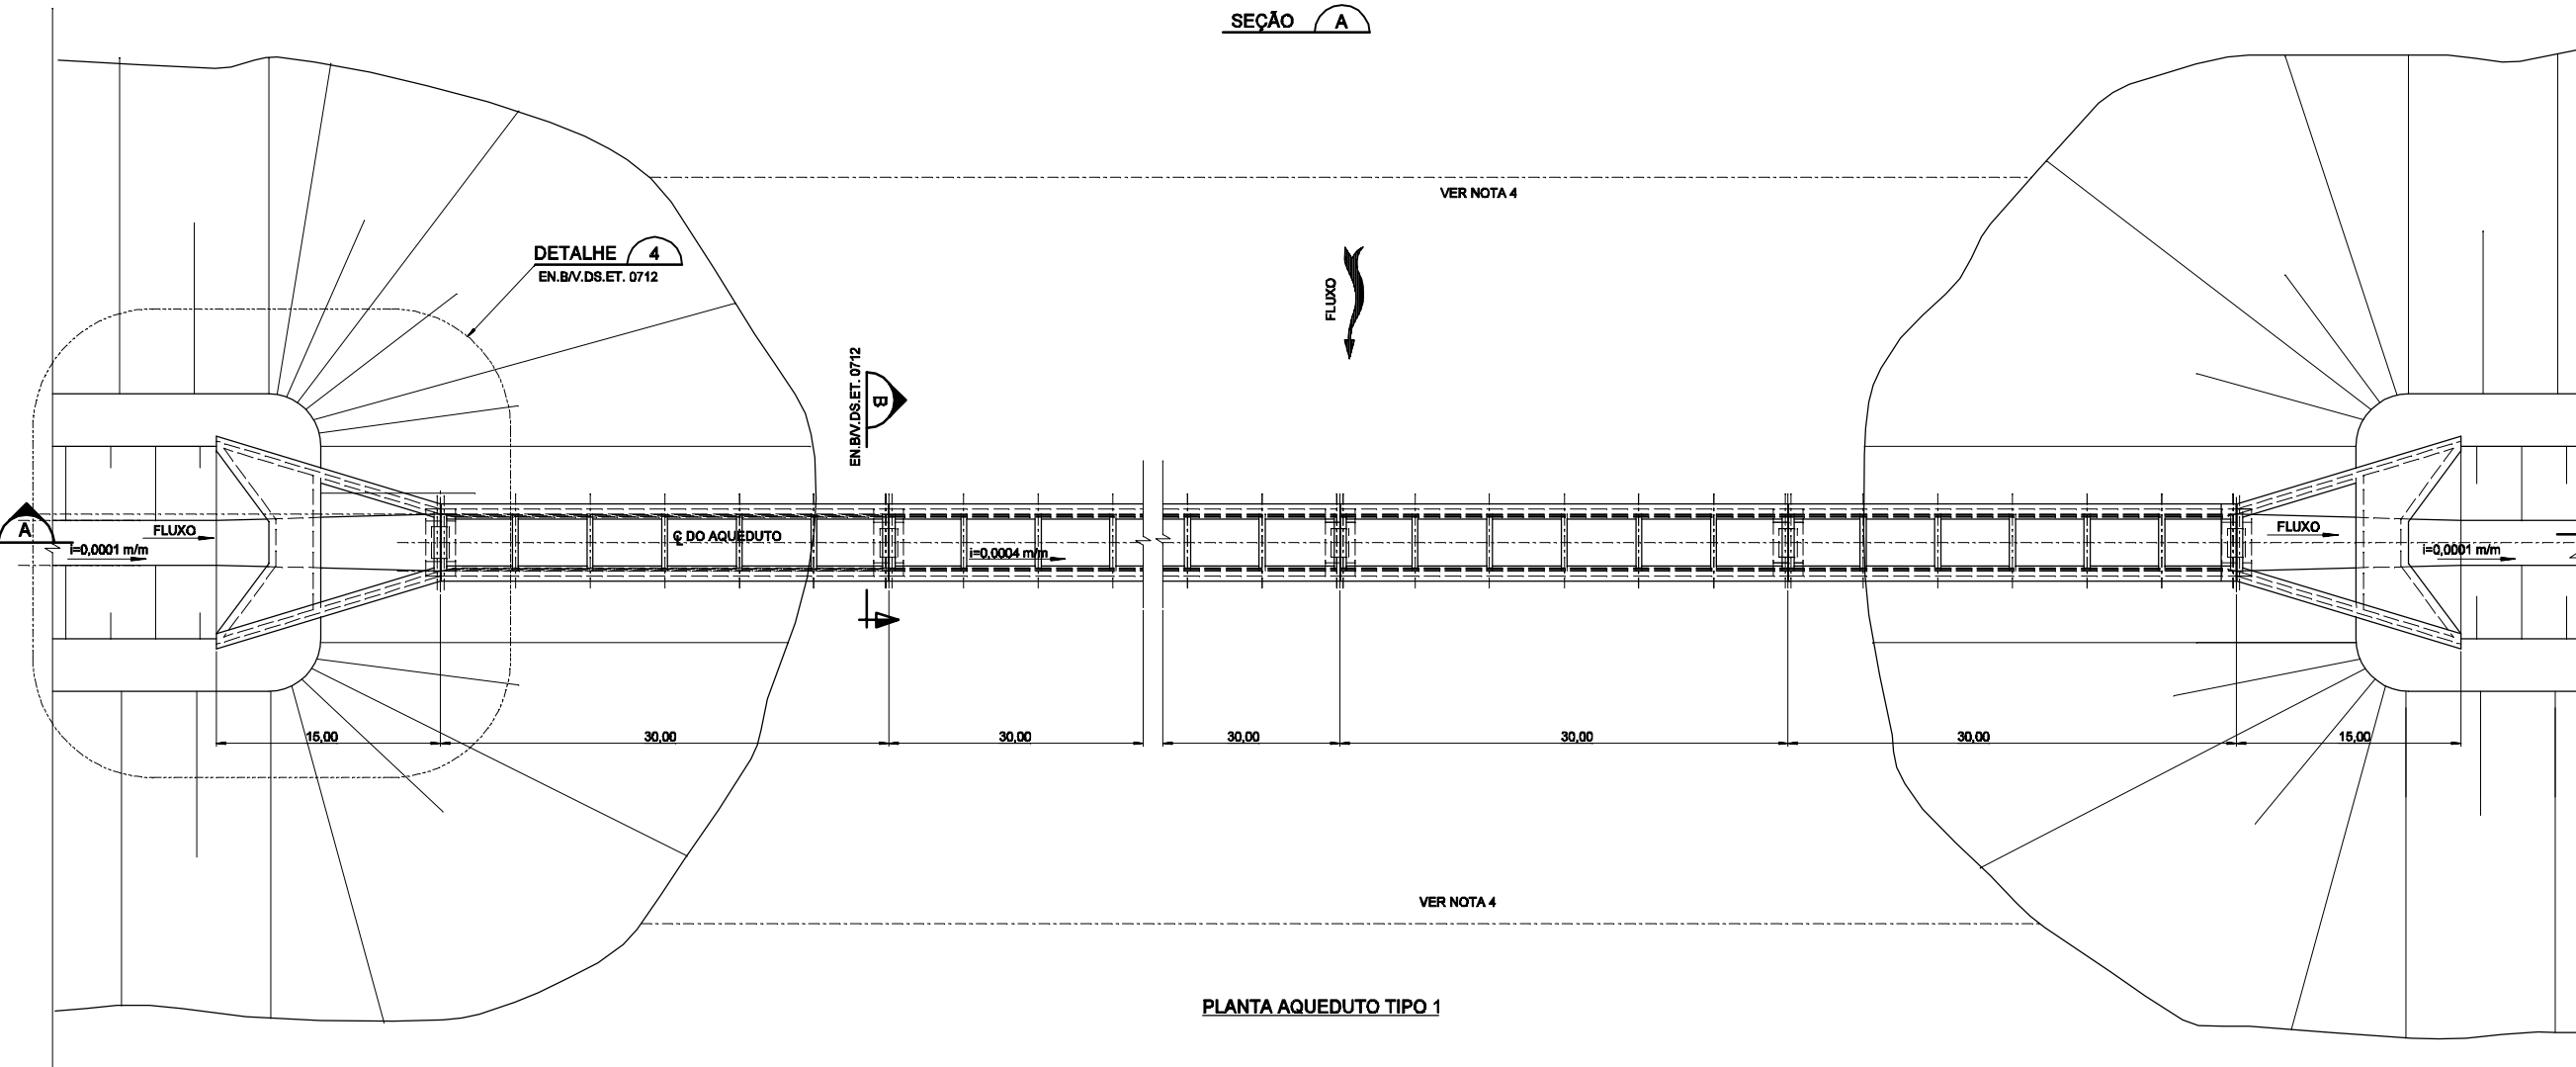 SEÇÃO A
VER NOTA 4
DETALHE 4
EN.B/V.DS.ET. 0712
FLUXO
EN.B/V.DS.ET. 0712
B
A
FLUXO
i=0,0001 m/m
℄ DO AQUEDUTO
i=0.0004 m/m
FLUXO
i=0,0001 m/m
15,00
30,00
30,00
30,00
30,00
30,00
15,00
VER NOTA 4
PLANTA AQUEDUTO TIPO 1